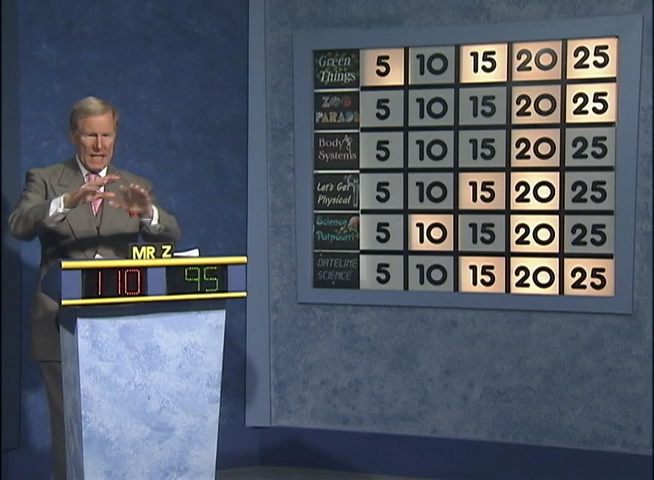 Green Things 5 10 15 20 25
ZOO PARADE 5 10 15 20 25
Body Systems 5 10 15 20 25
Let's Get Physical 5 10 15 20 25
Science Potpourri 5 10 15 20 25
DATELINE SCIENCE 5 10 15 20 25
MR Z
110 95